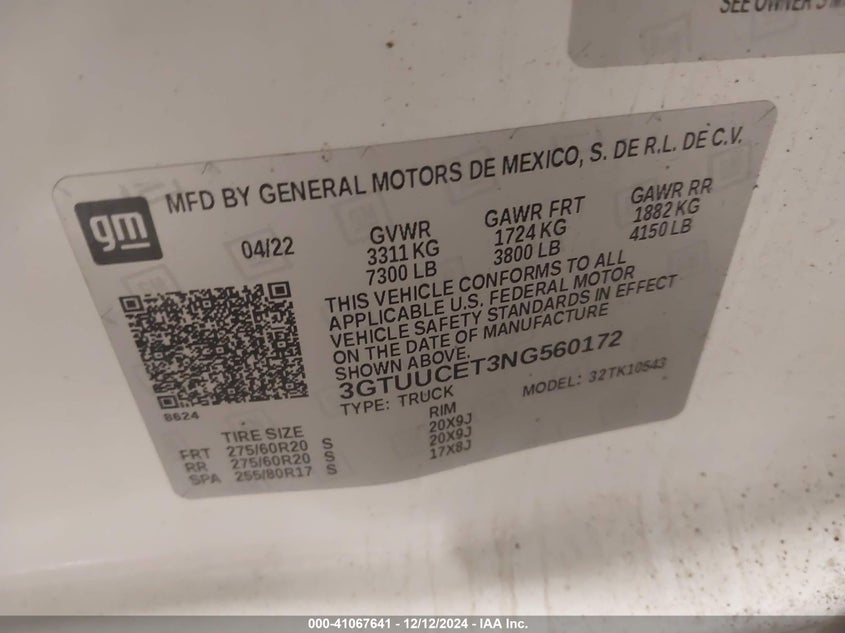 SEE OWNER'S
gm
MFD BY GENERAL MOTORS DE MEXICO, S. DE R.L. DE C.V.
04/22
GVWR
3311 KG
7300 LB
GAWR FRT
1724 KG
3800 LB
GAWR RR
1882 KG
4150 LB
THIS VEHICLE CONFORMS TO ALL
APPLICABLE U.S. FEDERAL MOTOR
VEHICLE SAFETY STANDARDS IN EFFECT
ON THE DATE OF MANUFACTURE
SHOWN ABOVE.
3GTUUCET3NG560172
TYPE: TRUCK
MODEL: 32TK10543
8624
TIRE SIZE RIM
FRT 275/60R20 S 20X9J
RR 275/60R20 S 20X9J
SPA 255/80R17 S 17X8J
000-41067641 - 12/12/2024 - IAA Inc.